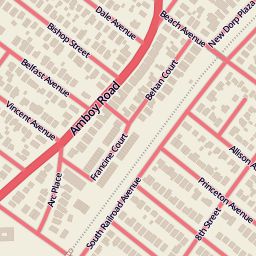 Dale Avenue
Beach Avenue
New Dorp Plaza
Bishop Street
Belfast Avenue
Amboy Road
Behan Court
Vincent Avenue
Francine Court
Allison A
Arc Place
Princeton Avenue
South Railroad Avenue
8th Street